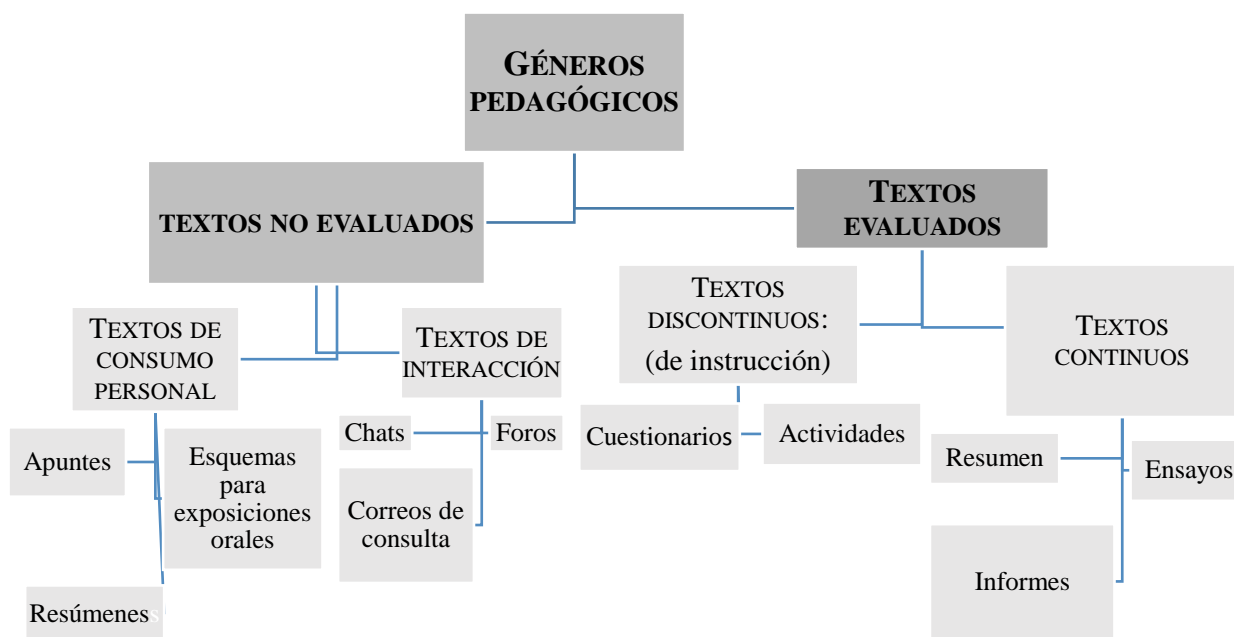 GÉNEROS
PEDAGÓGICOS
TEXTOS NO EVALUADOS
TEXTOS
EVALUADOS
TEXTOS DE
CONSUMO
PERSONAL
TEXTOS DE
INTERACCIÓN
TEXTOS
DISCONTINUOS:
(de instrucción)
TEXTOS
CONTINUOS
Apuntes
Esquemas
para
exposiciones
orales
Resúmeness
Chats
Foros
Correos de
consulta
Cuestionarios
Actividades
Resumen
Ensayos
Informes